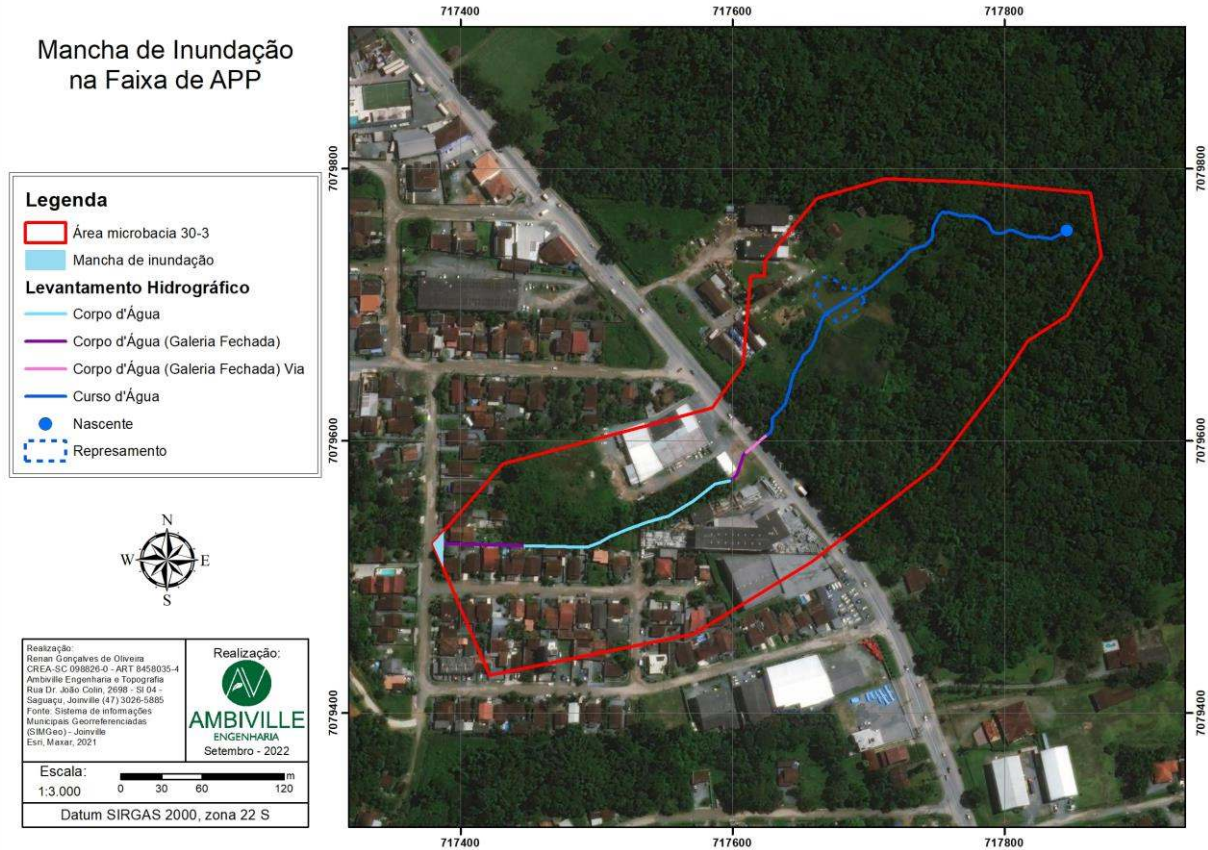 Mancha de Inundação
na Faixa de APP
Legenda
Área microbacia 30-3
Mancha de inundação
Levantamento Hidrográfico
Corpo d'Água
Corpo d'Água (Galeria Fechada)
Corpo d'Água (Galeria Fechada) Via
Curso d'Água
Nascente
Represamento
N
W E
S
Realização:
Renan Gonçalves de Oliveira
CREA-SC 098826-0 - ART 8458035-4
Ambiville Engenharia e Topografia
Rua Dr. João Colin, 2698 - Sl 04 -
Saguaçu, Joinville (47) 3026-5885
Fonte: Sistema de informações
Municipais Georreferenciadas
(SIMGeo) - Joinville
Esri, Maxar, 2021
Realização:
AV
AMBIVILLE
ENGENHARIA
Setembro - 2022
Escala:
1:3.000
0 30 60 120 m
Datum SIRGAS 2000, zona 22 S
717400 717600 717800
7079800 7079800
7079600 7079600
7079400 7079400
717400 717600 717800